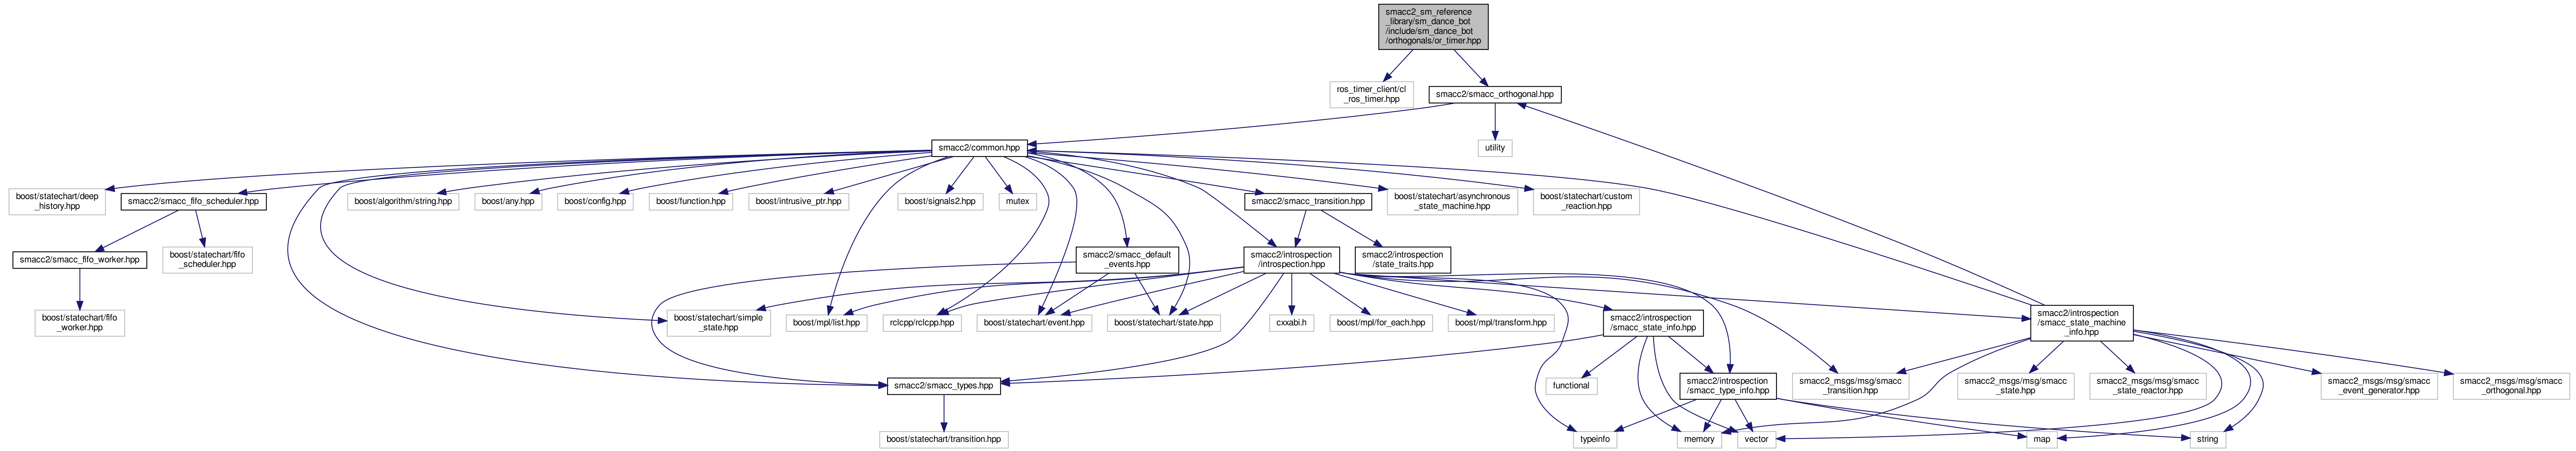 smacc2_sm_reference
_library/sm_dance_bot
/include/sm_dance_bot
/orthogonals/or_timer.hpp
ros_timer_client/cl
_ros_timer.hpp
smacc2/smacc_orthogonal.hpp
smacc2/common.hpp
utility
boost/statechart/deep
_history.hpp
smacc2/smacc_fifo_scheduler.hpp
boost/algorithm/string.hpp
boost/any.hpp
boost/config.hpp
boost/function.hpp
boost/intrusive_ptr.hpp
boost/signals2.hpp
mutex
smacc2/smacc_transition.hpp
boost/statechart/asynchronous
_state_machine.hpp
boost/statechart/custom
_reaction.hpp
smacc2/smacc_fifo_worker.hpp
boost/statechart/fifo
_scheduler.hpp
smacc2/smacc_default
_events.hpp
smacc2/introspection
/introspection.hpp
smacc2/introspection
/state_traits.hpp
boost/statechart/fifo
_worker.hpp
boost/statechart/simple
_state.hpp
boost/mpl/list.hpp
rclcpp/rclcpp.hpp
boost/statechart/event.hpp
boost/statechart/state.hpp
cxxabi.h
boost/mpl/for_each.hpp
boost/mpl/transform.hpp
smacc2/introspection
/smacc_state_info.hpp
smacc2/introspection
/smacc_state_machine
_info.hpp
smacc2/smacc_types.hpp
functional
smacc2/introspection
/smacc_type_info.hpp
smacc2_msgs/msg/smacc
_transition.hpp
smacc2_msgs/msg/smacc
_state.hpp
smacc2_msgs/msg/smacc
_state_reactor.hpp
smacc2_msgs/msg/smacc
_event_generator.hpp
smacc2_msgs/msg/smacc
_orthogonal.hpp
boost/statechart/transition.hpp
typeinfo
memory
vector
map
string